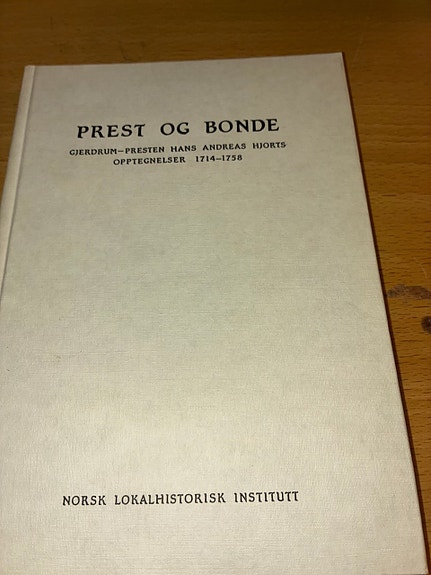 PREST OG BONDE
GJERDRUM–PRESTEN HANS ANDREAS HJORTS
OPPTEGNELSER 1714–1758
NORSK LOKALHISTORISK INSTITUTT